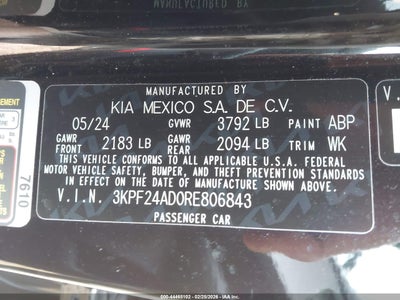 MANUFACTURED BY
KIA MEXICO S.A. DE C.V.
05/24 GVWR 3792 LB PAINT ABP
GAWR FRONT 2183 LB GAWR REAR 2094 LB TRIM WK
THIS VEHICLE CONFORMS TO ALL APPLICABLE U.S.A. FEDERAL
MOTOR VEHICLE SAFETY, BUMPER, AND THEFT PREVENTION STANDARDS
IN EFFECT ON THE DATE OF MANUFACTURE SHOWN ABOVE.
V.I.N. 3KPF24AD0RE806843
PASSENGER CAR
7610